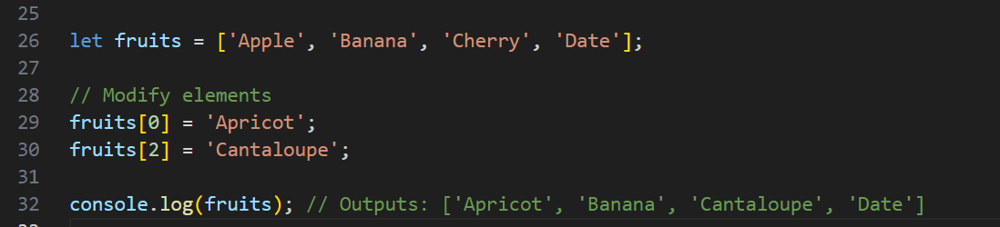 25
26 let fruits = ['Apple', 'Banana', 'Cherry', 'Date'];
27
28 // Modify elements
29 fruits[0] = 'Apricot';
30 fruits[2] = 'Cantaloupe';
31
32 console.log(fruits); // Outputs: ['Apricot', 'Banana', 'Cantaloupe', 'Date']